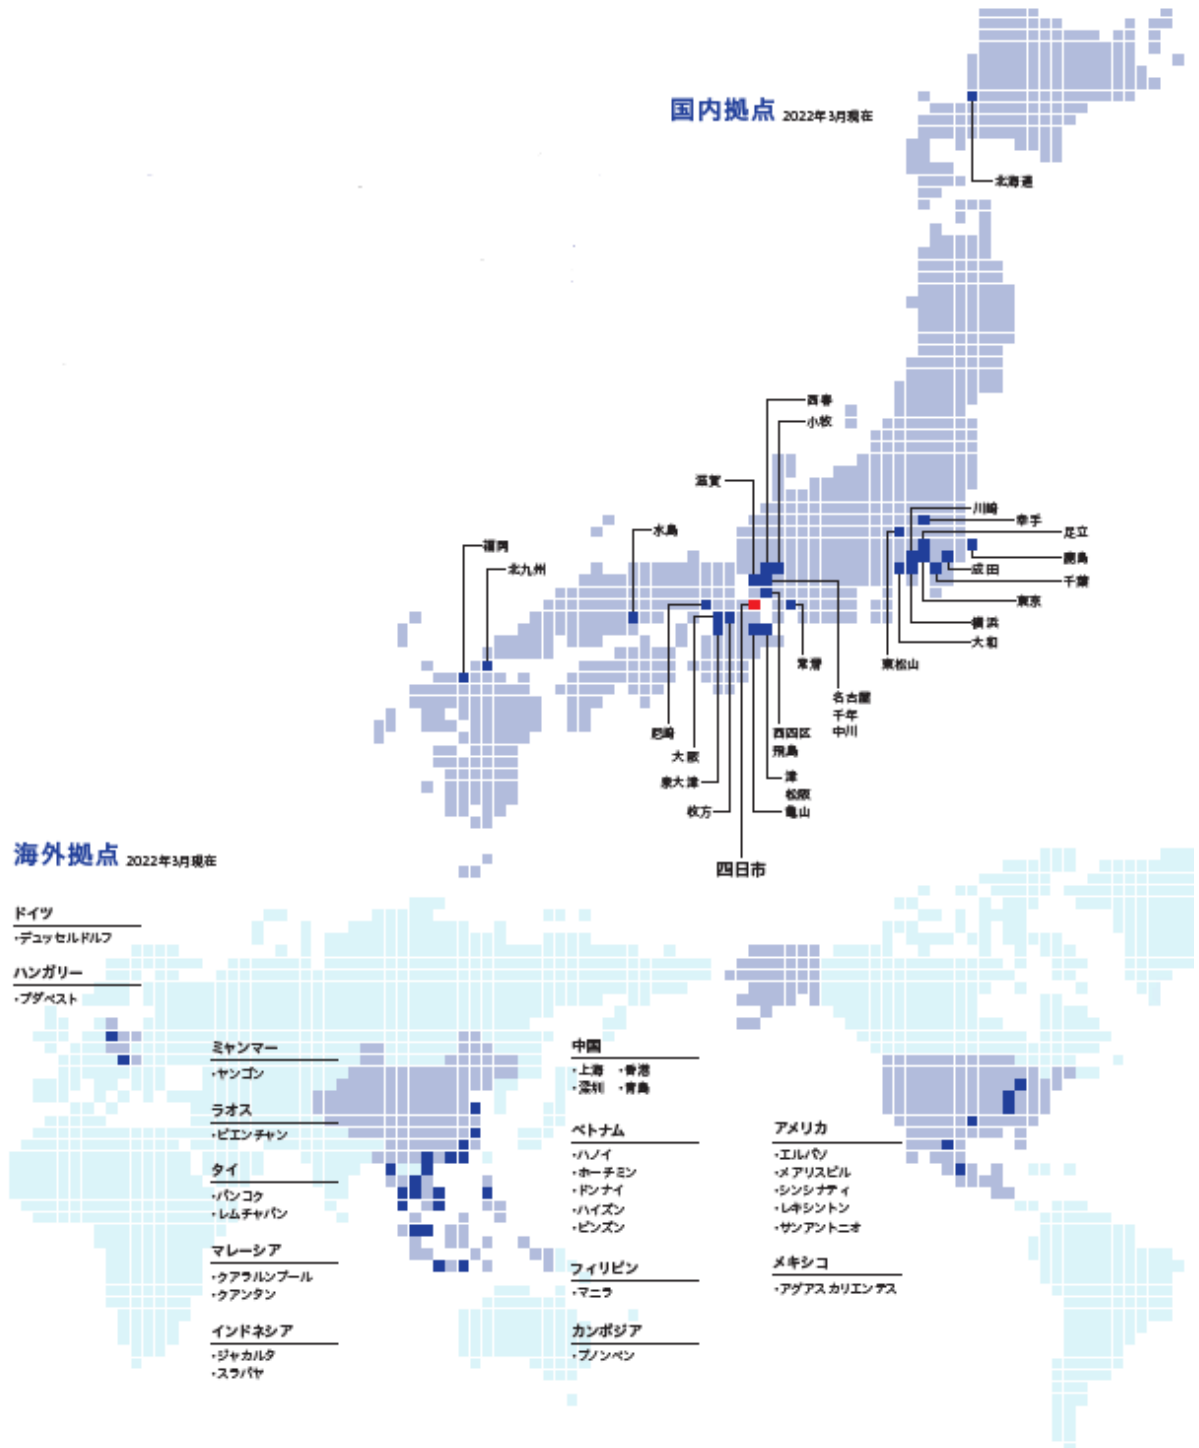 国内拠点 2022年3月現在
北海道
西春
小牧
滋賀
川崎
幸手
水島
足立
福岡
鹿島
北九州
成田
千葉
東京
横浜
大和
常滑
東松山
名古屋
千年
中川
尼崎
西四区
飛島
大阪
津
泉大津
松阪
枚方
亀山
四日市
海外拠点 2022年3月現在
ドイツ
・デュッセルドルフ
ハンガリー
・ブダペスト
ミャンマー
・ヤンゴン
ラオス
・ビエンチャン
タイ
・バンコク
・レムチャバン
マレーシア
・クアラルンプール
・クアンタン
インドネシア
・ジャカルタ
・スラバヤ
中国
・上海 ・香港
・深圳 ・青島
ベトナム
・ハノイ
・ホーチミン
・ドンナイ
・ハイズン
・ビンズン
フィリピン
・マニラ
カンボジア
・プノンペン
アメリカ
・エルパソ
・メアリスビル
・シンシナティ
・レキシントン
・サンアントニオ
メキシコ
・アグアスカリエンテス